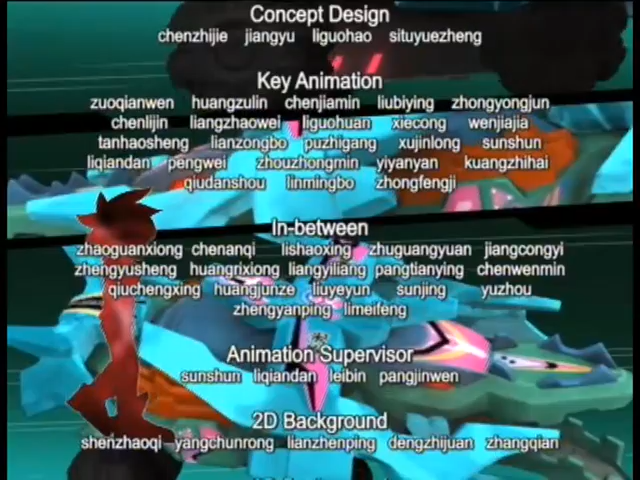 Concept Design
chenzhijie jiangyu liguohao situyuezheng
Key Animation
zuoqianwen huangzulin chenjiamin liubiying zhongyongjun
chenlijin liangzhaowei liguohuan xiecong wenjiajia
tanhaosheng lianzongbo puzhigang xujinlong sunshun
liqiandan pengwei zhouzhongmin yiyanyan kuangzhihai
qiudanshou linmingbo zhongfengji
In-between
zhaoguanxiong chenanqi lishaoxing zhuguangyuan jiangcongyi
zhengyusheng huangrixiong liangyiliang pangtianying chenwenmin
qiuchengxing huangjunze liuyeyun sunjing yuzhou
zhengyanping limeifeng
Animation Supervisor
sunshun liqiandan leibin pangjinwen
2D Background
shenzhaoqi yangchunrong lianzhenping dengzhijuan zhangqian